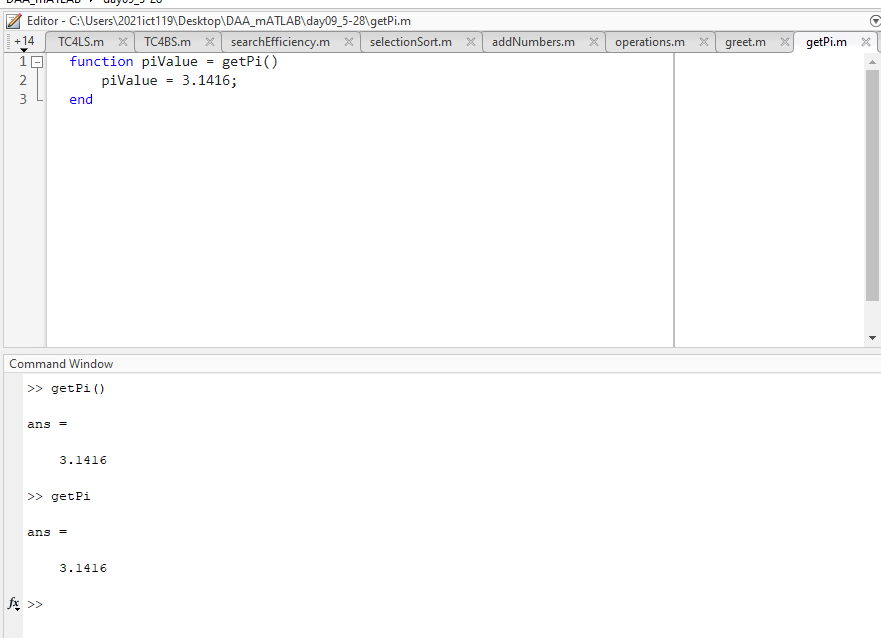 DAA_mATLAB ▸ day09_5-28
Editor - C:\Users\2021ict119\Desktop\DAA_mATLAB\day09_5-28\getPi.m
+14 TC4LS.m TC4BS.m searchEfficiency.m selectionSort.m addNumbers.m operations.m greet.m getPi.m
1 function piValue = getPi()
2 piValue = 3.1416;
3 end
Command Window
>> getPi()
ans =
3.1416
>> getPi
ans =
3.1416
fx >>